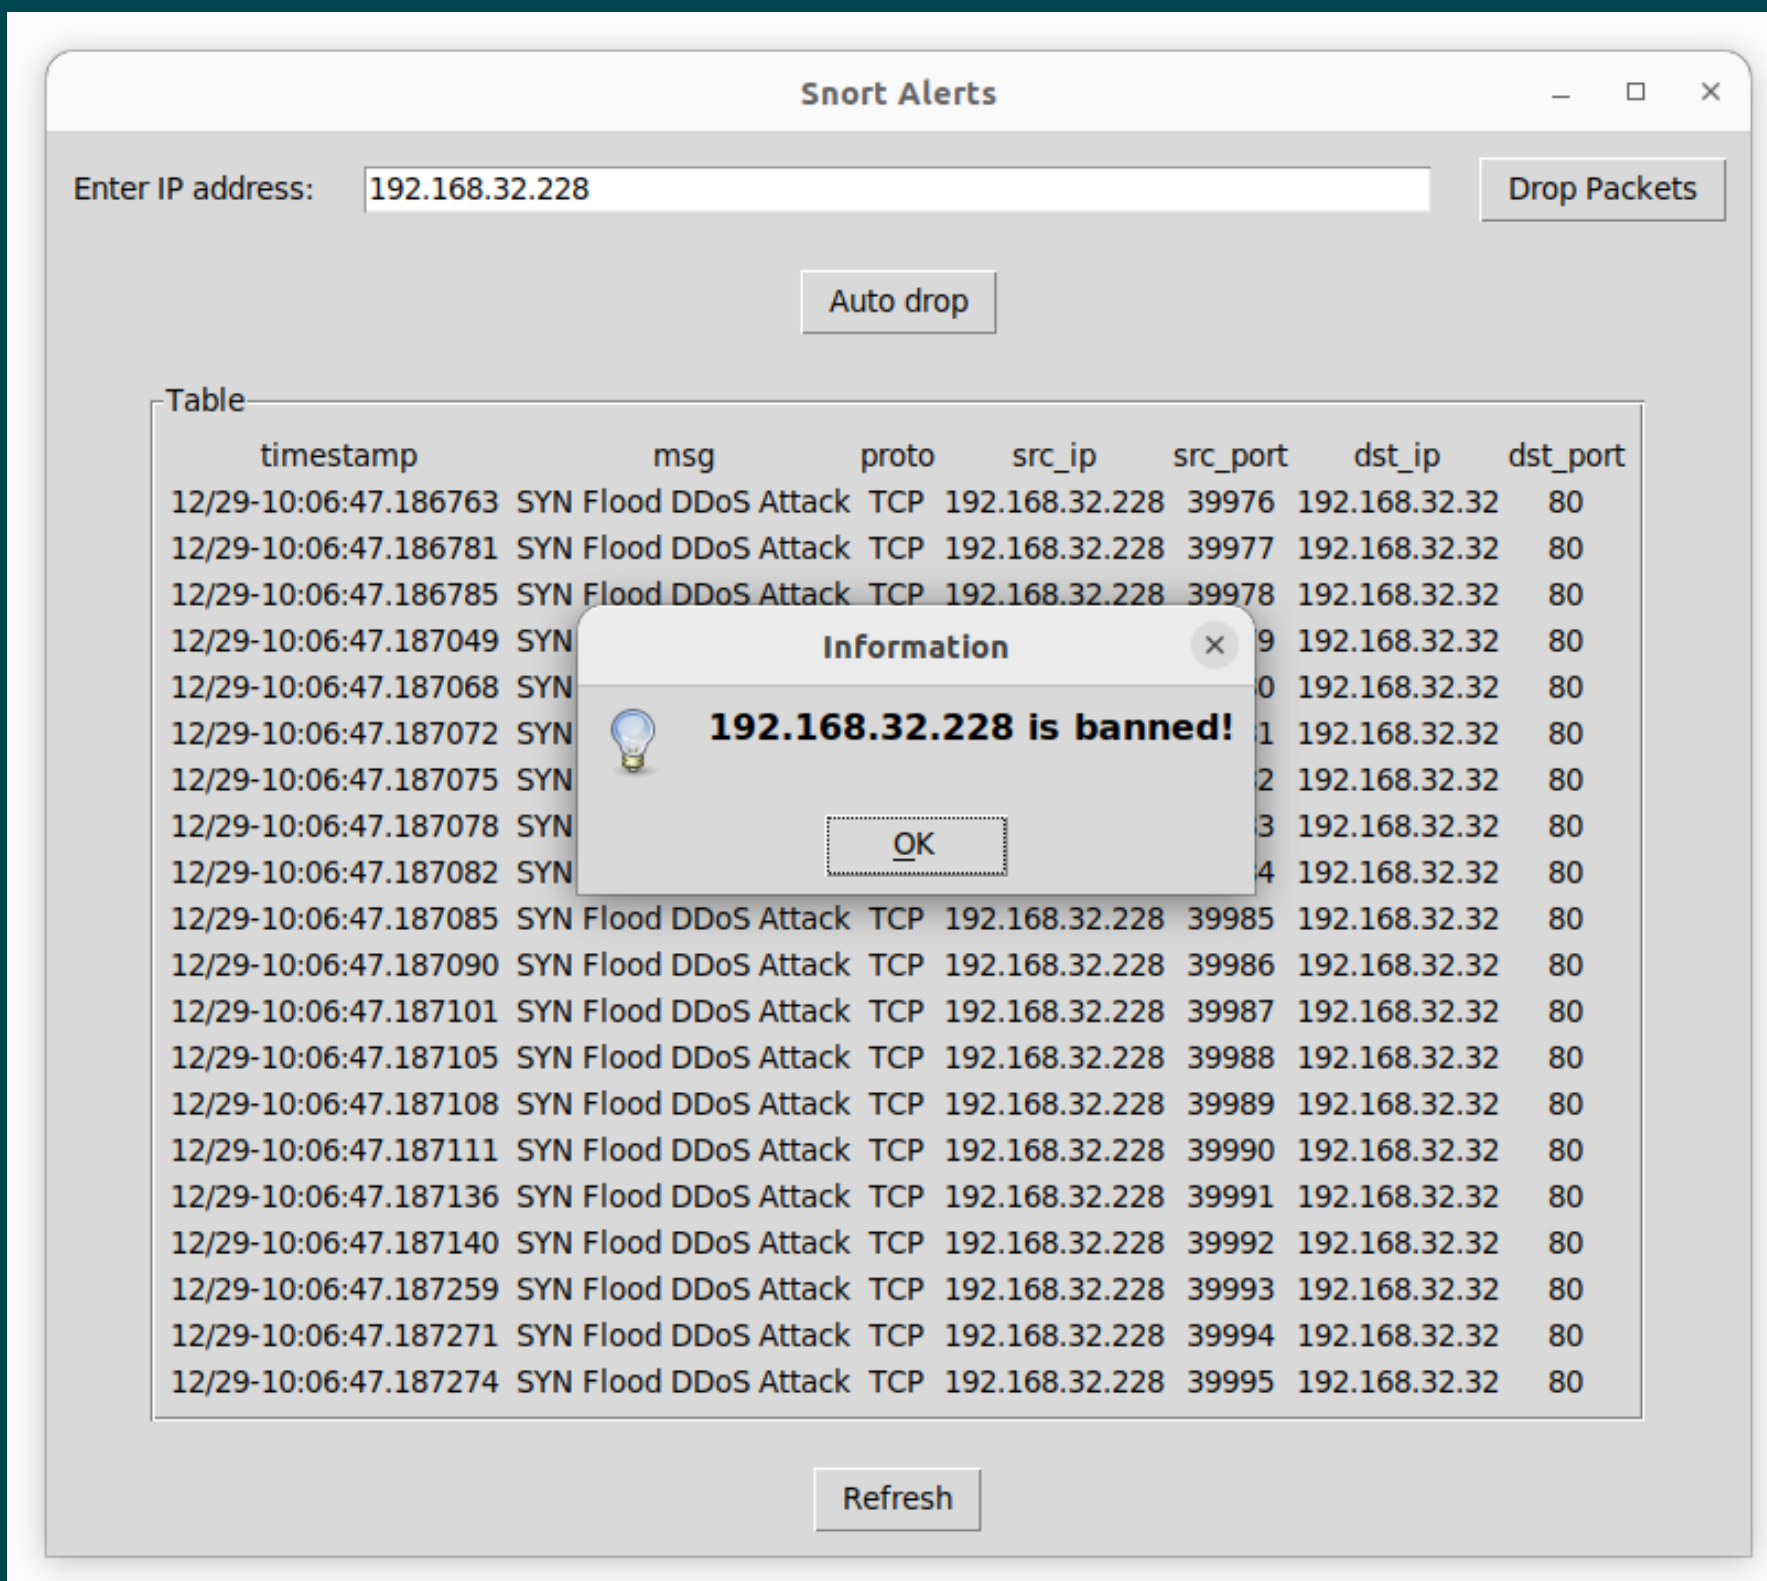 Snort Alerts
Enter IP address: 192.168.32.228 Drop Packets
Auto drop
Table
timestamp msg proto src_ip src_port dst_ip dst_port
12/29-10:06:47.186763 SYN Flood DDoS Attack TCP 192.168.32.228 39976 192.168.32.32 80
12/29-10:06:47.186781 SYN Flood DDoS Attack TCP 192.168.32.228 39977 192.168.32.32 80
12/29-10:06:47.186785 SYN Flood DDoS Attack TCP 192.168.32.228 39978 192.168.32.32 80
12/29-10:06:47.187049 SYN 9 192.168.32.32 80
12/29-10:06:47.187068 SYN 0 192.168.32.32 80
12/29-10:06:47.187072 SYN 1 192.168.32.32 80
12/29-10:06:47.187075 SYN 2 192.168.32.32 80
12/29-10:06:47.187078 SYN 3 192.168.32.32 80
12/29-10:06:47.187082 SYN 4 192.168.32.32 80
Information
192.168.32.228 is banned!
OK
12/29-10:06:47.187085 SYN Flood DDoS Attack TCP 192.168.32.228 39985 192.168.32.32 80
12/29-10:06:47.187090 SYN Flood DDoS Attack TCP 192.168.32.228 39986 192.168.32.32 80
12/29-10:06:47.187101 SYN Flood DDoS Attack TCP 192.168.32.228 39987 192.168.32.32 80
12/29-10:06:47.187105 SYN Flood DDoS Attack TCP 192.168.32.228 39988 192.168.32.32 80
12/29-10:06:47.187108 SYN Flood DDoS Attack TCP 192.168.32.228 39989 192.168.32.32 80
12/29-10:06:47.187111 SYN Flood DDoS Attack TCP 192.168.32.228 39990 192.168.32.32 80
12/29-10:06:47.187136 SYN Flood DDoS Attack TCP 192.168.32.228 39991 192.168.32.32 80
12/29-10:06:47.187140 SYN Flood DDoS Attack TCP 192.168.32.228 39992 192.168.32.32 80
12/29-10:06:47.187259 SYN Flood DDoS Attack TCP 192.168.32.228 39993 192.168.32.32 80
12/29-10:06:47.187271 SYN Flood DDoS Attack TCP 192.168.32.228 39994 192.168.32.32 80
12/29-10:06:47.187274 SYN Flood DDoS Attack TCP 192.168.32.228 39995 192.168.32.32 80
Refresh